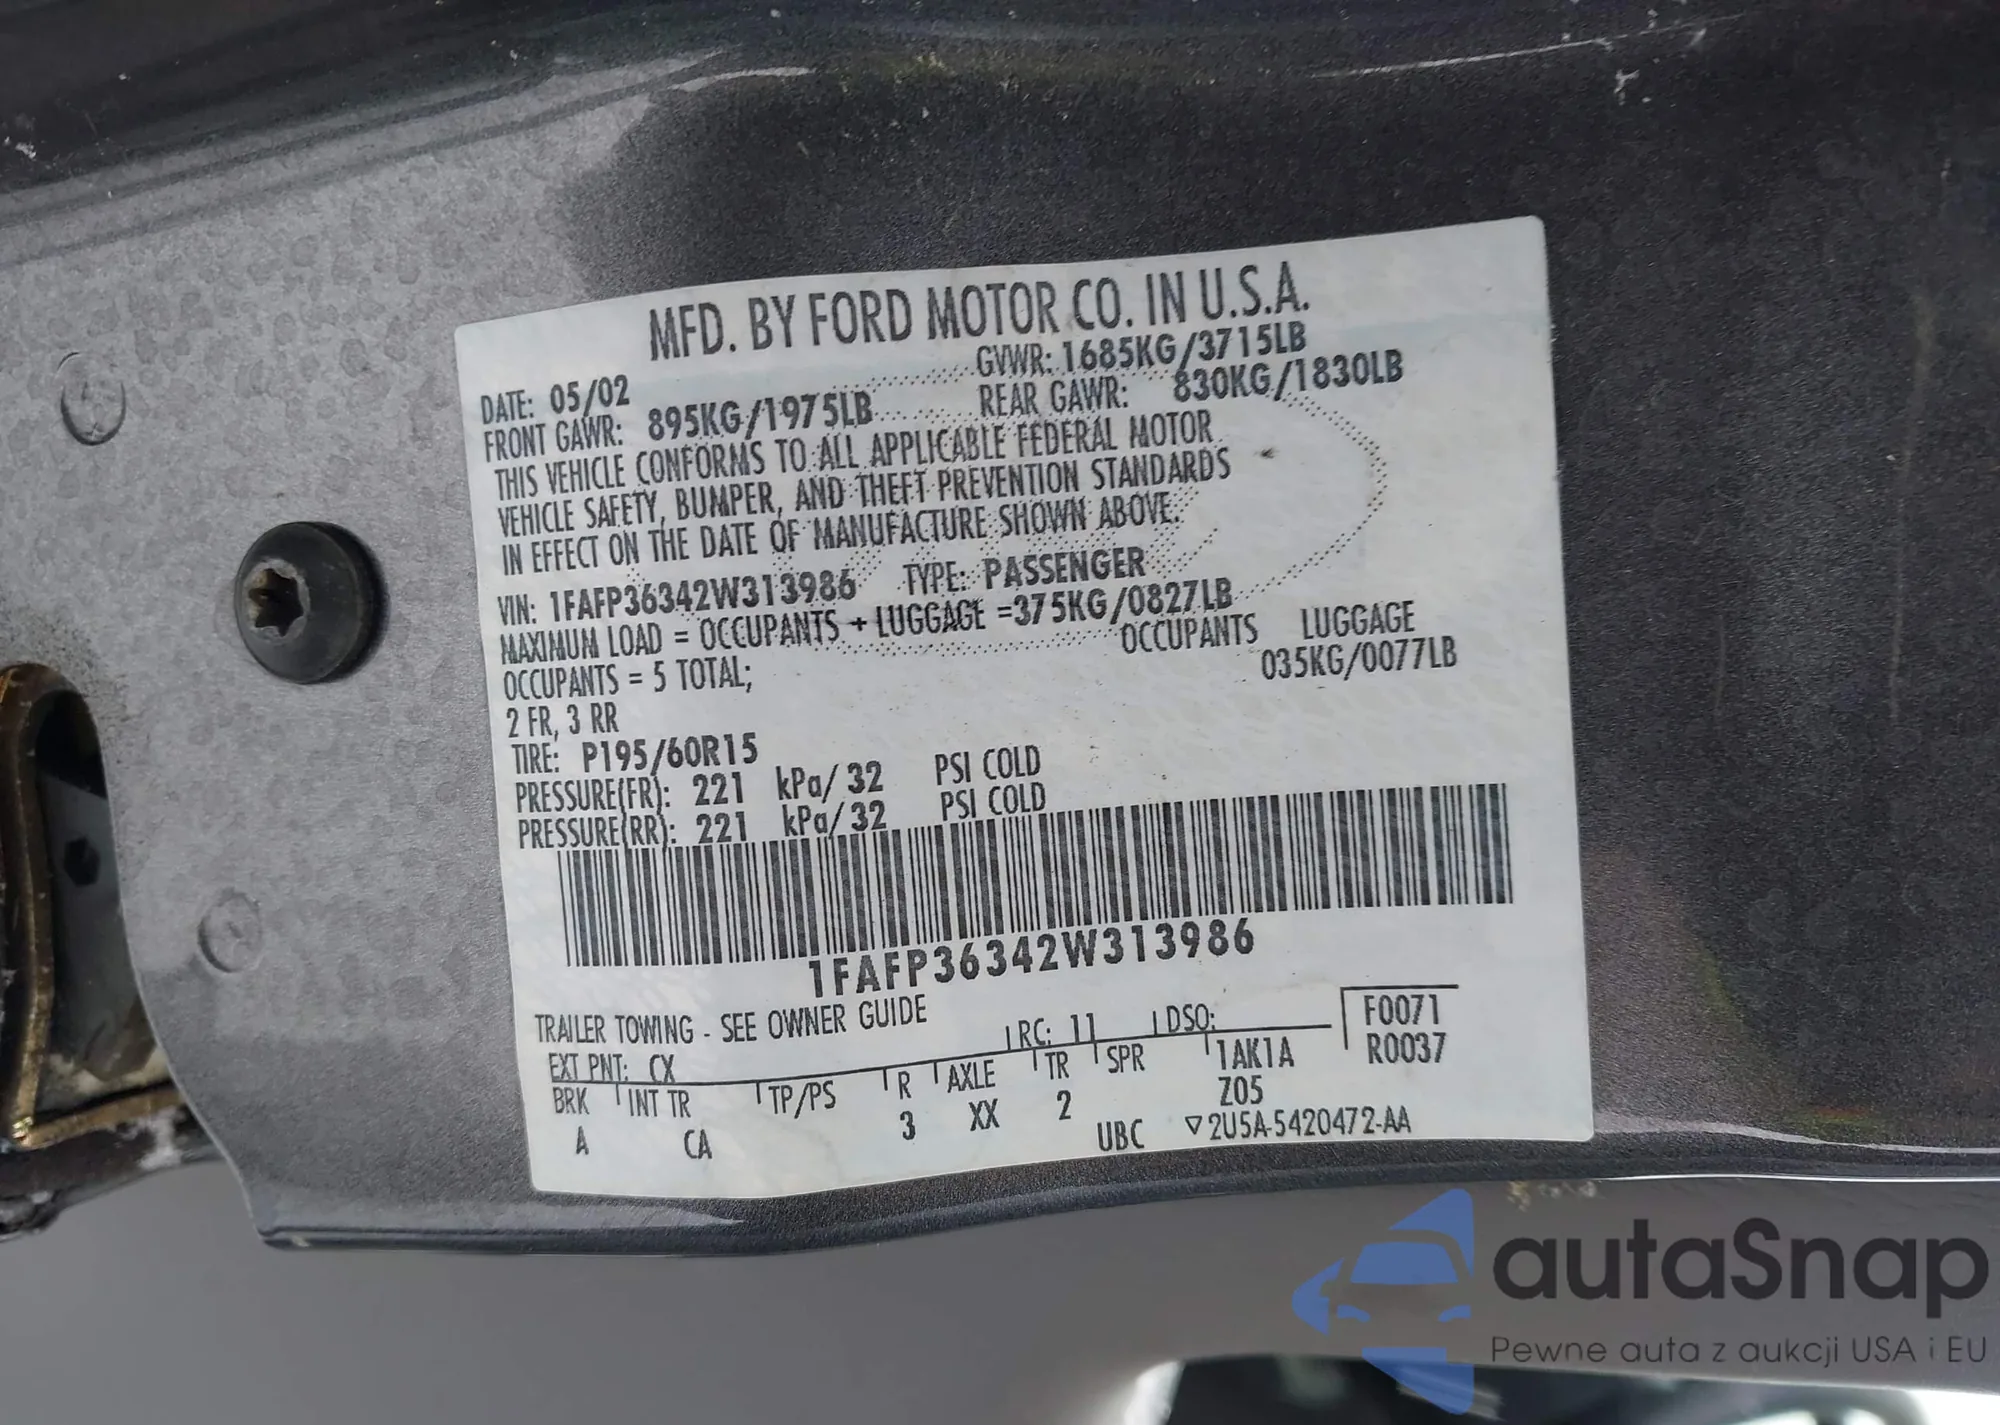 MFD. BY FORD MOTOR CO. IN U.S.A.
DATE: 05/02 GVWR: 1685KG/3715LB
FRONT GAWR: 895KG/1975LB REAR GAWR: 830KG/1830LB
THIS VEHICLE CONFORMS TO ALL APPLICABLE FEDERAL MOTOR
VEHICLE SAFETY, BUMPER, AND THEFT PREVENTION STANDARDS
IN EFFECT ON THE DATE OF MANUFACTURE SHOWN ABOVE.
VIN: 1FAFP36342W313986 TYPE: PASSENGER
MAXIMUM LOAD = OCCUPANTS + LUGGAGE =375KG/0827LB
OCCUPANTS = 5 TOTAL; OCCUPANTS LUGGAGE
2 FR, 3 RR 035KG/0077LB
TIRE: P195/60R15
PRESSURE(FR): 221 kPa/ 32 PSI COLD
PRESSURE(RR): 221 kPa/ 32 PSI COLD
1FAFP36342W313986
TRAILER TOWING - SEE OWNER GUIDE
EXT PNT: CX RC: 11 DSO: F0071
BRK INT TR TP/PS R AXLE TR SPR 1AK1A R0037
A CA 3 XX 2 Z05
UBC ▽2U5A-5420472-AA
autaSnap
Pewne auta z aukcji USA i EU